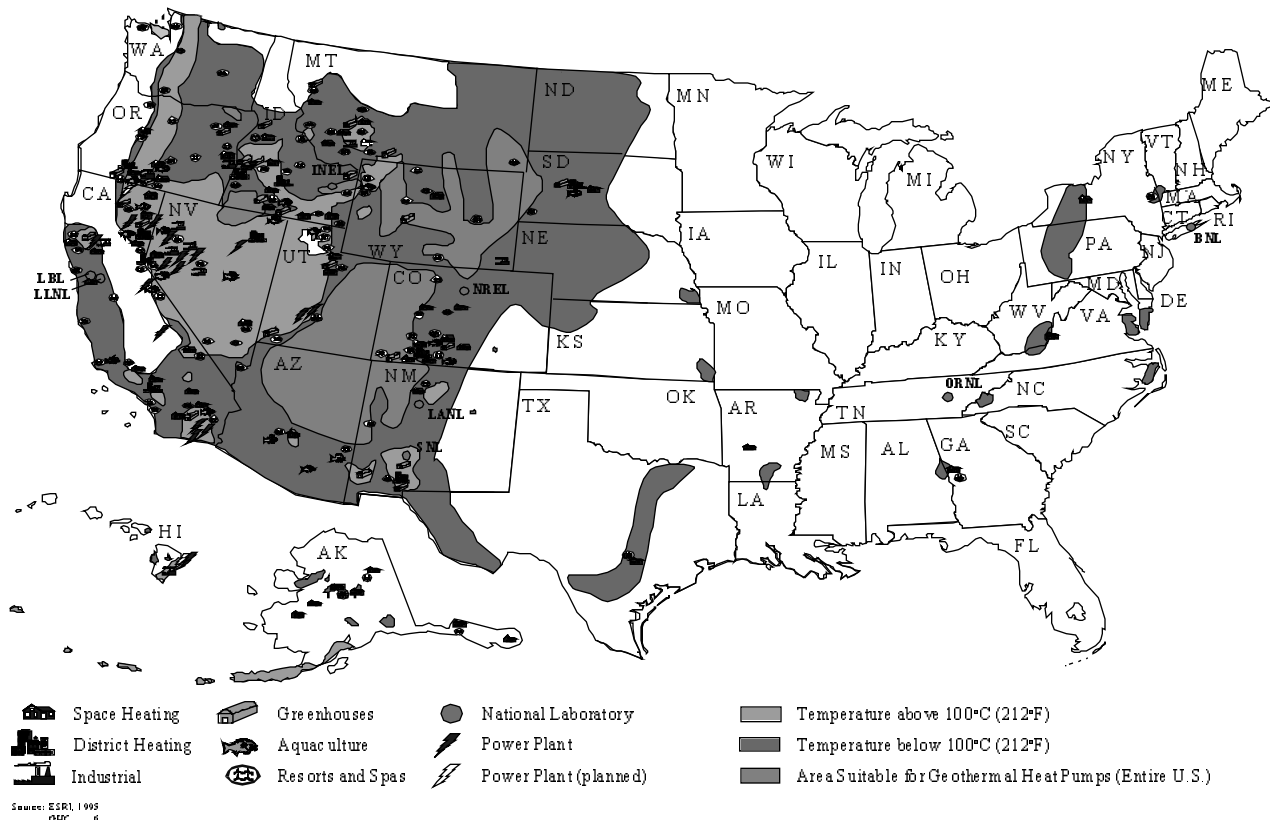 WA
MT
ND
MN
ME
OR
ID
VT
NY
NH
WI
SD
MI
MA
INEL
CA
NV
CT
RI
BNL
WY
NE
IA
PA
UT
NJ
IL
IN
OH
CO
LBL
LLNL
NREL
MD
DE
MO
WV
VA
KS
KY
AZ
NM
ORNL
NC
OK
TX
AR
TN
LANL
SC
MS
AL
GA
LA
HI
AK
FL
Space Heating
District Heating
Industrial
Greenhouses
Aquaculture
Resorts and Spas
National Laboratory
Power Plant
Power Plant (planned)
Temperature above 100°C (212°F)
Temperature below 100°C (212°F)
Area Suitable for Geothermal Heat Pumps (Entire U.S.)
Source: ESRI, 1995